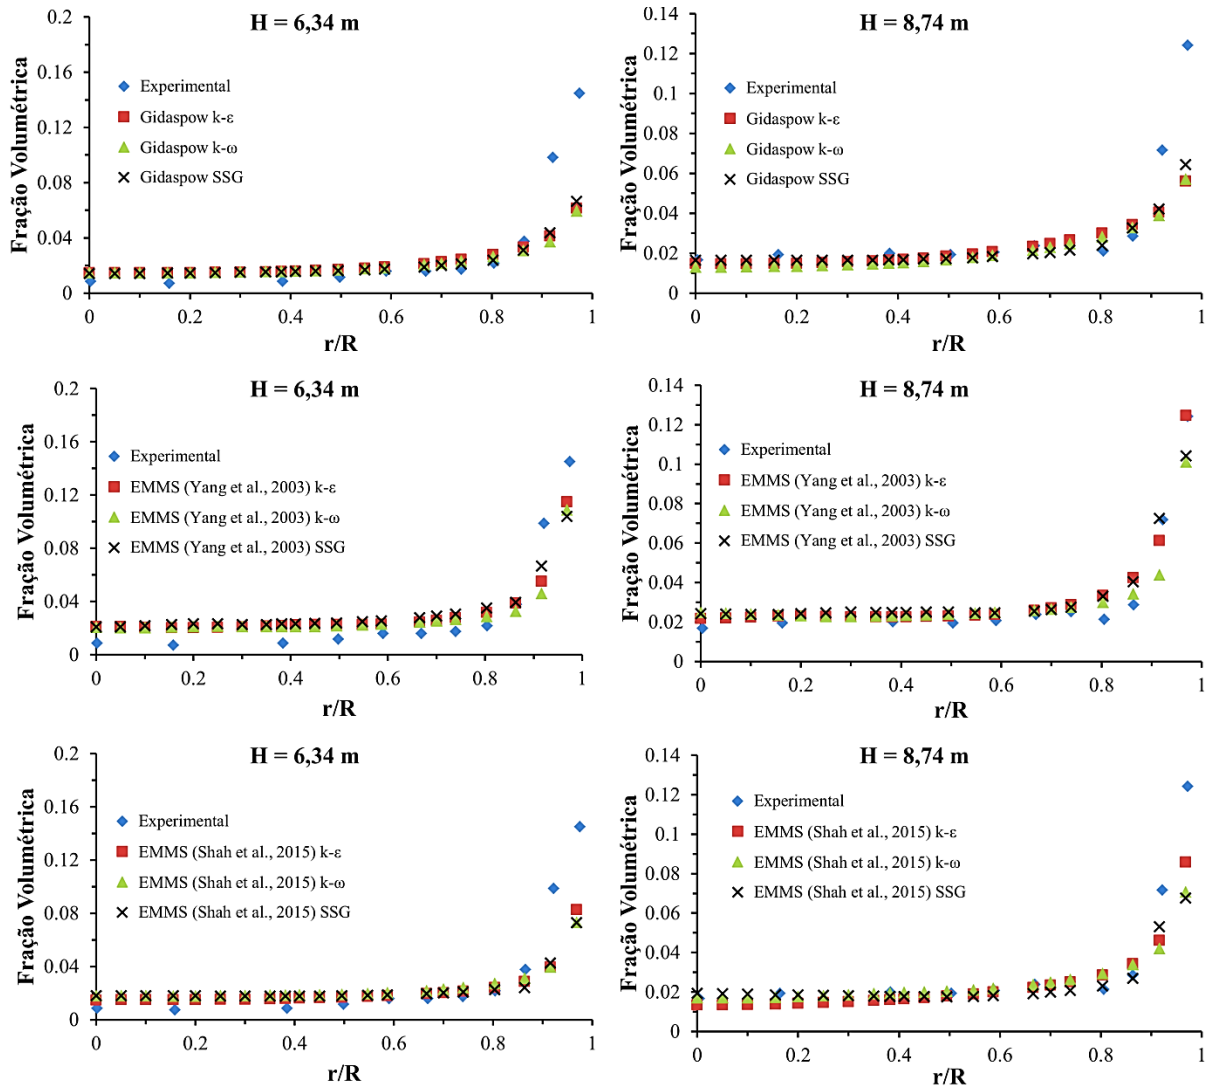 H = 6,34 m
Fração Volumétrica
0.2
0.16
0.12
0.08
0.04
0
Experimental
Gidaspow k-ε
Gidaspow k-ω
Gidaspow SSG
0 0.2 0.4 0.6 0.8 1
r/R
H = 8,74 m
Fração Volumétrica
0.14
0.12
0.1
0.08
0.06
0.04
0.02
0
Experimental
Gidaspow k-ε
Gidaspow k-ω
Gidaspow SSG
0 0.2 0.4 0.6 0.8 1
r/R
H = 6,34 m
Fração Volumétrica
0.2
0.16
0.12
0.08
0.04
0
Experimental
EMMS (Yang et al., 2003) k-ε
EMMS (Yang et al., 2003) k-ω
EMMS (Yang et al., 2003) SSG
0 0.2 0.4 0.6 0.8 1
r/R
H = 8,74 m
Fração Volumétrica
0.14
0.12
0.1
0.08
0.06
0.04
0.02
0
Experimental
EMMS (Yang et al., 2003) k-ε
EMMS (Yang et al., 2003) k-ω
EMMS (Yang et al., 2003) SSG
0 0.2 0.4 0.6 0.8 1
r/R
H = 6,34 m
Fração Volumétrica
0.2
0.16
0.12
0.08
0.04
0
Experimental
EMMS (Shah et al., 2015) k-ε
EMMS (Shah et al., 2015) k-ω
EMMS (Shah et al., 2015) SSG
0 0.2 0.4 0.6 0.8 1
r/R
H = 8,74 m
Fração Volumétrica
0.14
0.12
0.1
0.08
0.06
0.04
0.02
0
Experimental
EMMS (Shah et al., 2015) k-ε
EMMS (Shah et al., 2015) k-ω
EMMS (Shah et al., 2015) SSG
0 0.2 0.4 0.6 0.8 1
r/R